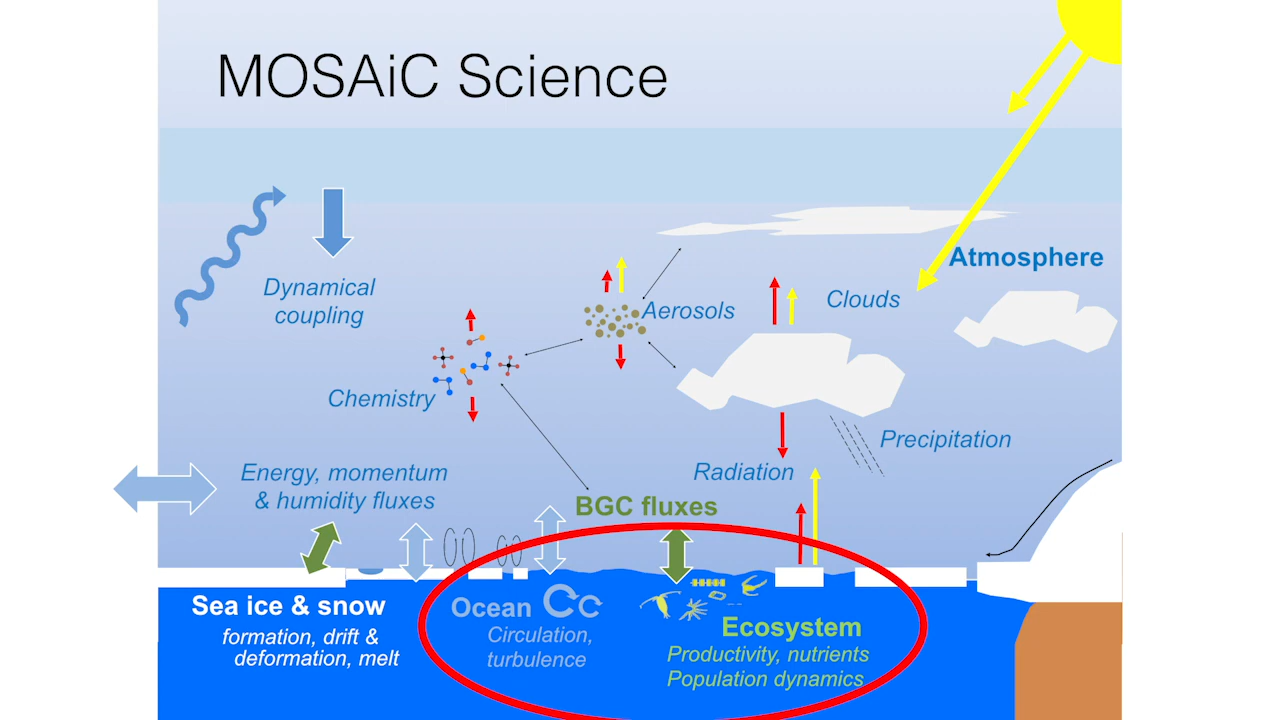 MOSAiC Science
Atmosphere
Dynamical
coupling
Clouds
Aerosols
Chemistry
Precipitation
Energy, momentum
& humidity fluxes
Radiation
BGC fluxes
Sea ice & snow
formation, drift &
deformation, melt
Ocean
Circulation,
turbulence
Ecosystem
Productivity, nutrients
Population dynamics